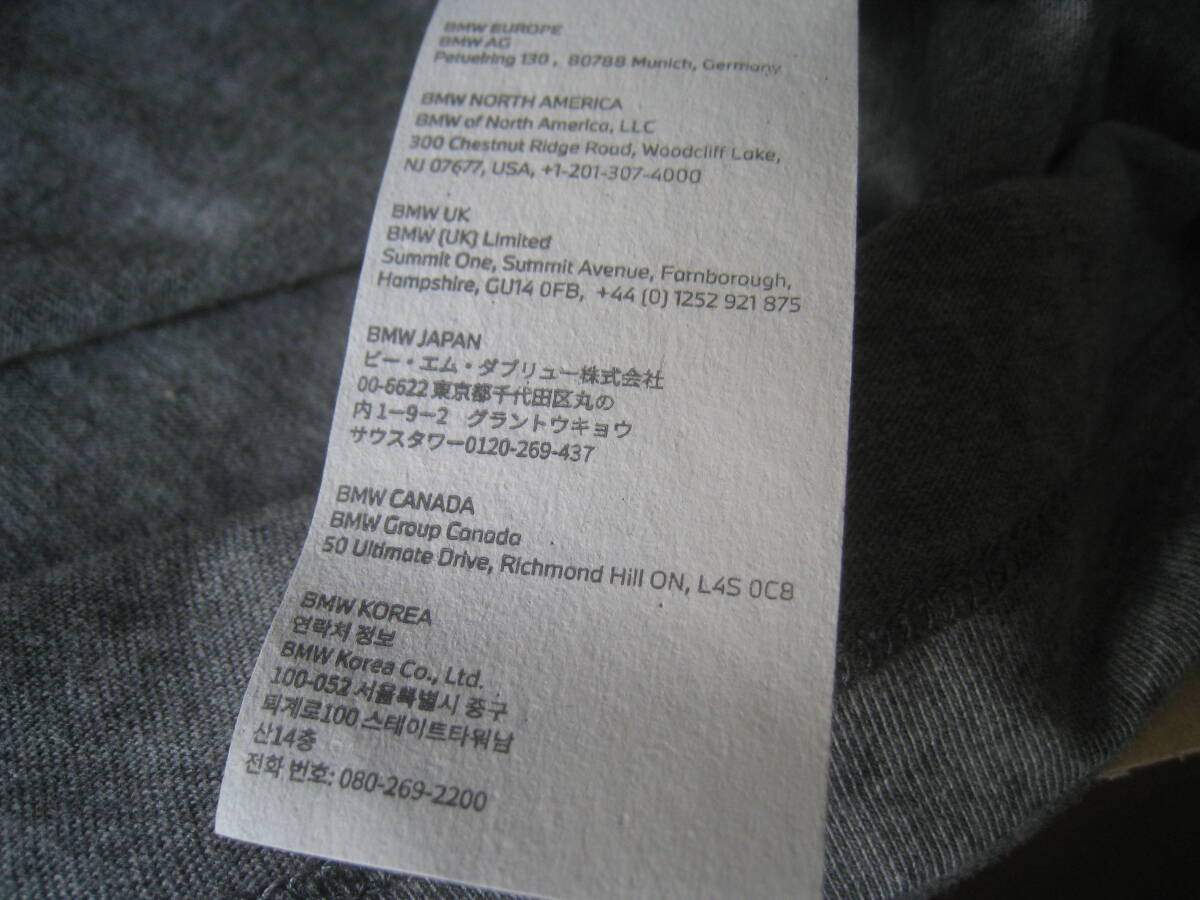 BMW EUROPE
BMW AG
Petuelring 130, 80788 Munich, Germany
BMW NORTH AMERICA
BMW of North America, LLC
300 Chestnut Ridge Road, Woodcliff Lake,
NJ 07677, USA, +1-201-307-4000
BMW UK
BMW (UK) Limited
Summit One, Summit Avenue, Farnborough,
Hampshire, GU14 0FB, +44 (0) 1252 921 875
BMW JAPAN
ビー・エム・ダブリュー株式会社
00-6622 東京都千代田区丸の
内 1ー9ー2　グラントウキョウ
サウスタワー0120-269-437
BMW CANADA
BMW Group Canada
50 Ultimate Drive, Richmond Hill ON, L4S 0C8
BMW KOREA
연락처 정보
BMW Korea Co., Ltd.
100-052 서울특별시 중구
퇴계로100 스테이트타워남
산14층
전화 번호: 080-269-2200